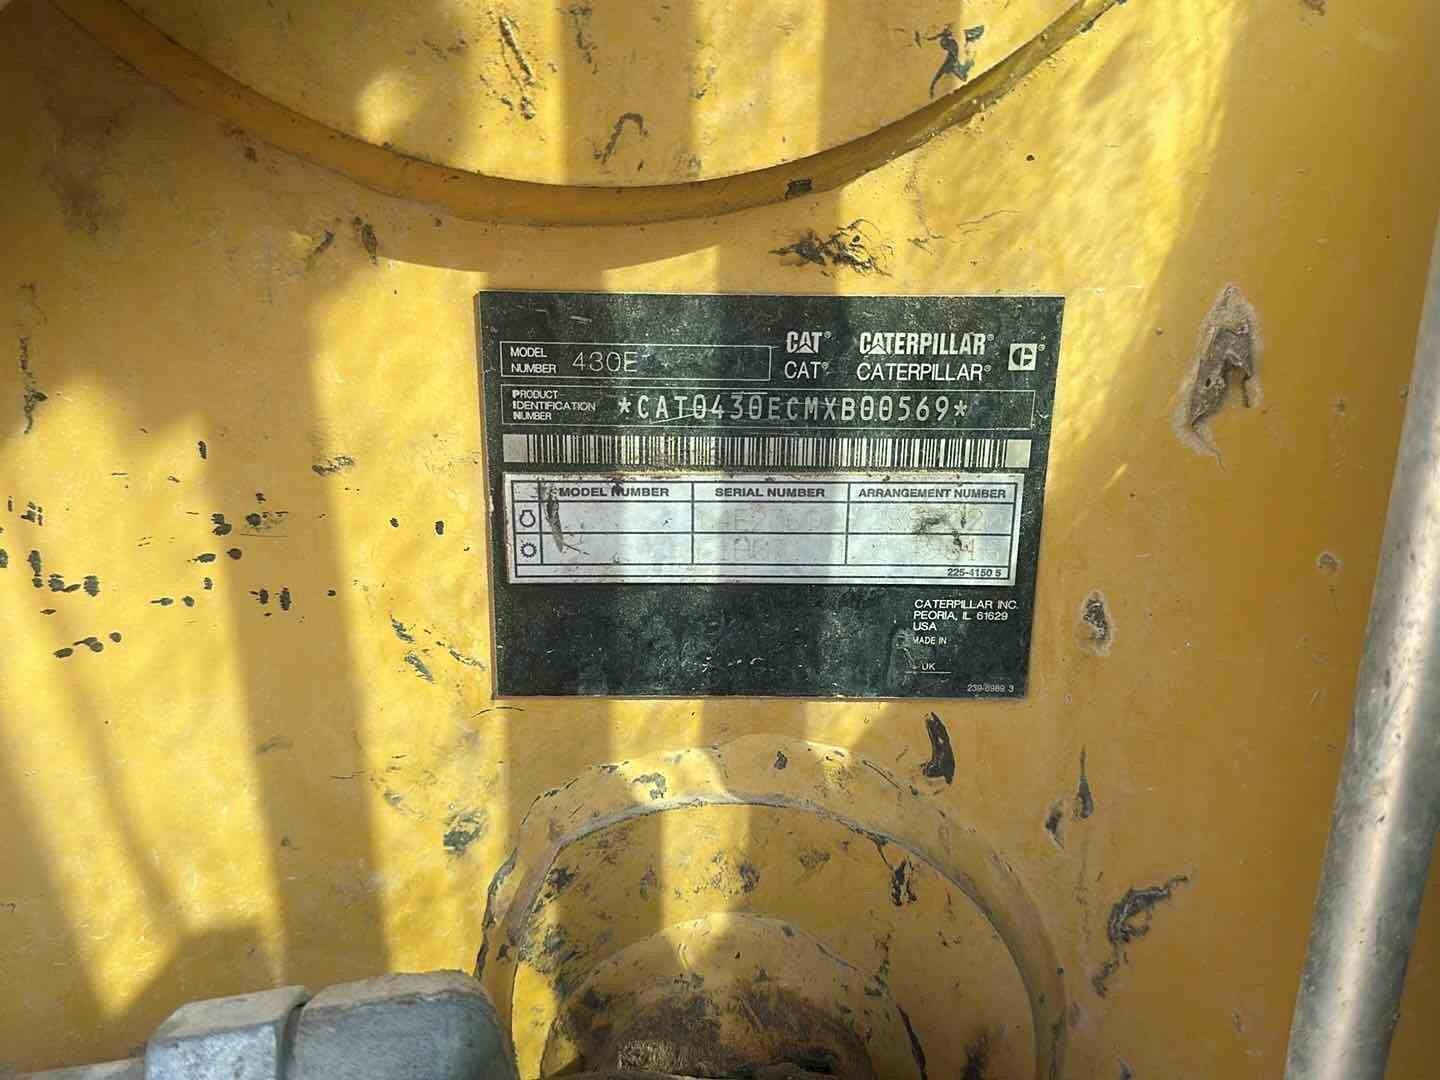 CAT® CATERPILLAR®
CAT® CATERPILLAR®
MODEL NUMBER 430E
PRODUCT IDENTIFICATION NUMBER *CAT0430ECMXB00569*
MODEL NUMBER SERIAL NUMBER ARRANGEMENT NUMBER
225-4150 5
CATERPILLAR INC.
PEORIA, IL 61629
USA
MADE IN
UK
239-6989 3